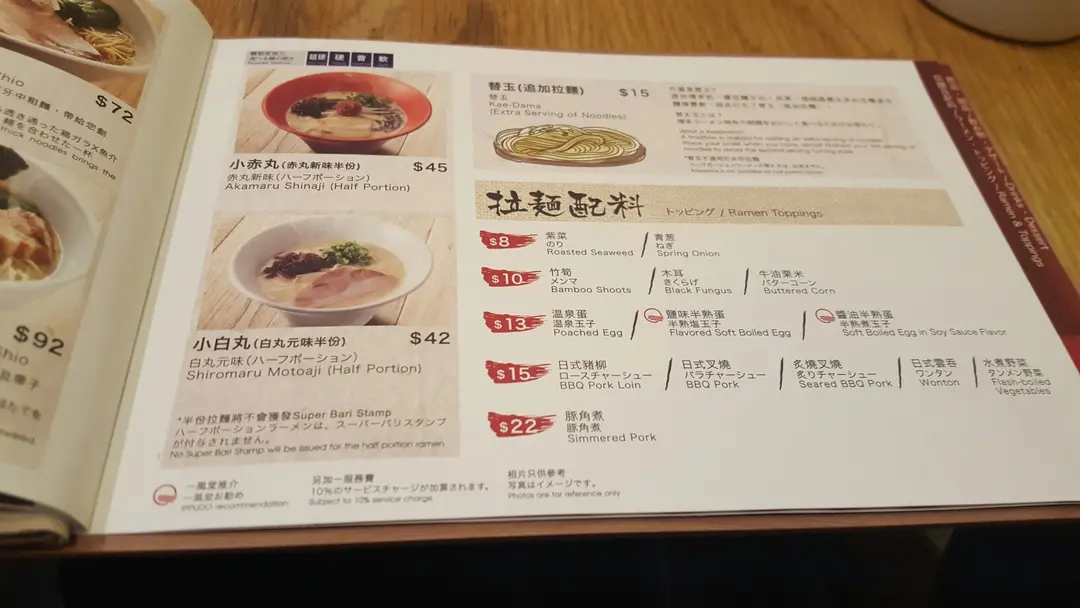 $72
$92
超硬 硬 普 軟
小赤丸(赤丸新味半份) $45
赤丸新味(ハーフポーション)
Akamaru Shinaji (Half Portion)
小白丸(白丸元味半份) $42
白丸元味(ハーフポーション)
Shiromaru Motoaji (Half Portion)
*半份拉麵將不會獲發Super Bari Stamp
ハーフポーションラーメンは、スーパーバリスタンプ
が付与されません。
No Super Bari Stamp will be issued for the half portion ramen.
替玉(追加拉麵) $15
替玉
Kae-Dama
(Extra Serving of Noodles)
拉麵配料 トッピング / Ramen Toppings
$8 紫菜 / 青葱
のり ねぎ
Roasted Seaweed Spring Onion
$10 竹筍 / 木耳 / 牛油粟米
メンマ きくらげ バターコーン
Bamboo Shoots Black Fungus Buttered Corn
$13 温泉蛋 / 鹽味半熟蛋 / 醬油半熟蛋
温泉玉子 半熟塩玉子 半熟煮玉子
Poached Egg Flavored Soft Boiled Egg Soft Boiled Egg in Soy Sauce Flavor
$15 日式豬柳 / 日式叉燒 / 炙燒叉燒 / 日式雲吞 / 水煮野菜
ロースチャーシュー バラチャーシュー 炙りチャーシュー ワンタン タンメン野菜
BBQ Pork Loin BBQ Pork Seared BBQ Pork Wonton Flash-boiled
Vegetables
$22 豚角煮
豚角煮
Simmered Pork
一風堂推介
一風堂お勧め
IPPUDO recommendation
另加一服務費
10%のサービスチャージが加算されます。
Subject to 10% service charge
相片只供參考
写真はイメージです。
Photos are for reference only
Drinks・Dessert
Ramen & Toppings